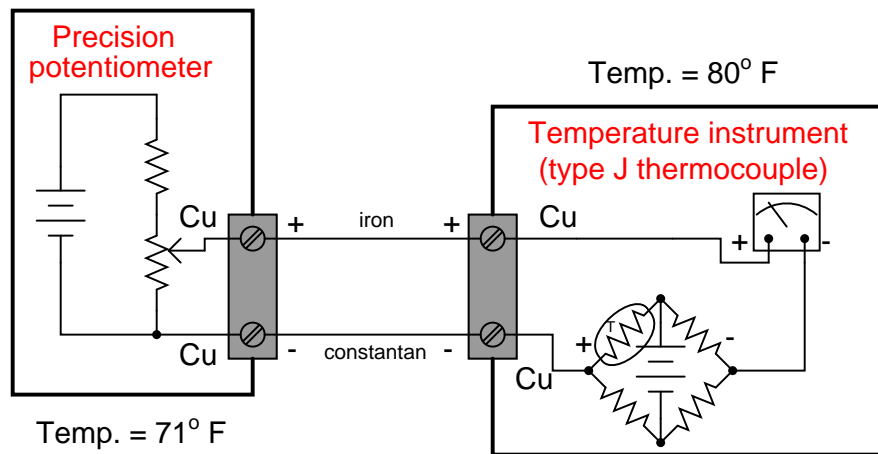 Precision
potentiometer
Temp. = 80° F
Temperature instrument
(type J thermocouple)
Cu + iron + Cu
+ -
T
+ -
Cu - constantan - Cu
Temp. = 71° F